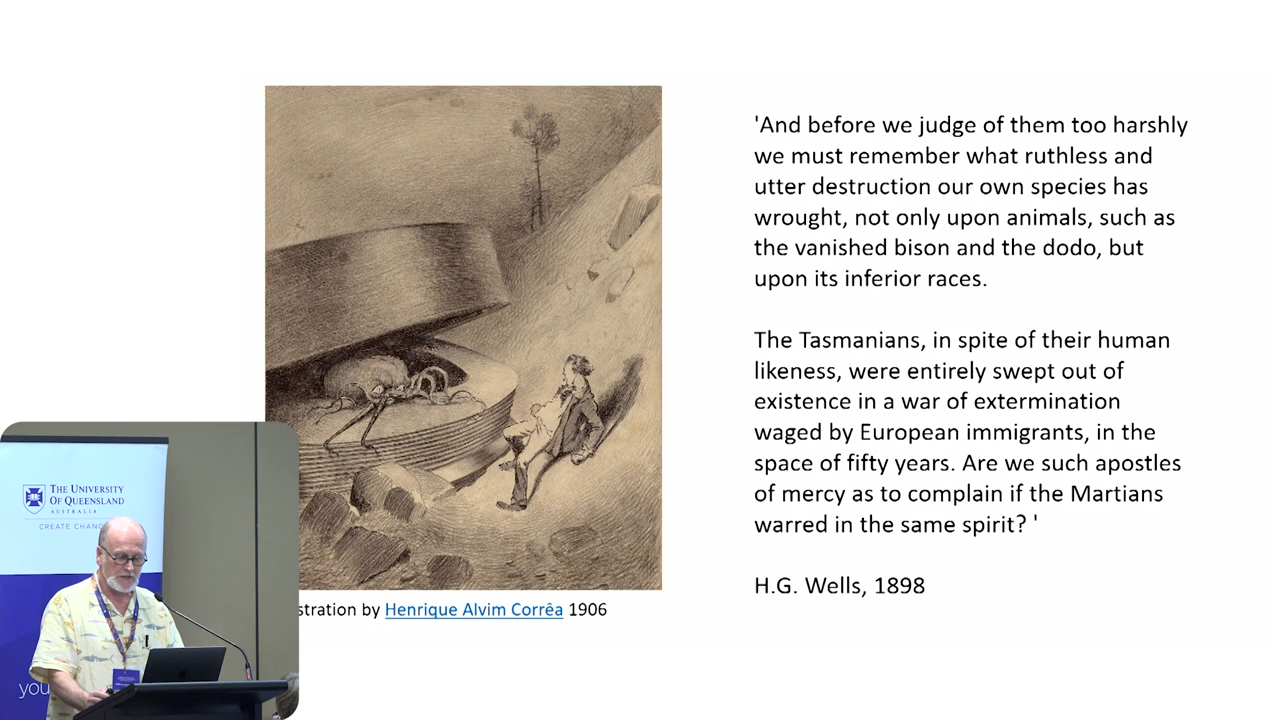 'And before we judge of them too harshly
we must remember what ruthless and
utter destruction our own species has
wrought, not only upon animals, such as
the vanished bison and the dodo, but
upon its inferior races.
The Tasmanians, in spite of their human
likeness, were entirely swept out of
existence in a war of extermination
waged by European immigrants, in the
space of fifty years. Are we such apostles
of mercy as to complain if the Martians
warred in the same spirit? '
H.G. Wells, 1898
stration by Henrique Alvim Corrêa 1906
THE UNIVERSITY
OF QUEENSLAND
AUSTRALIA
CREATE CHANG
you